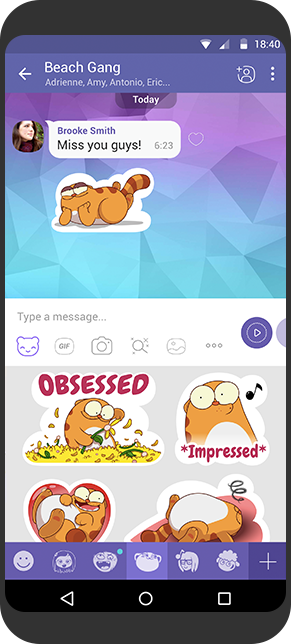 18:40
Beach Gang
Adrienne, Amy, Antonio, Eric...
Today
Brooke Smith
Miss you guys! 6:23
Type a message...
GIF
OBSESSED
*Impressed*